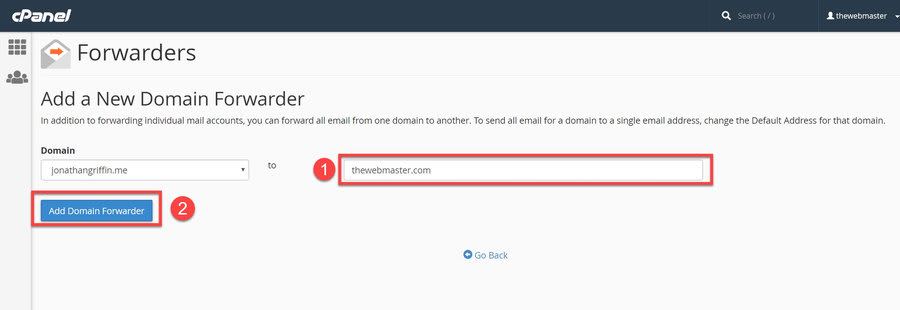 cPanel
Search ( / )
thewebmaster
Forwarders
Add a New Domain Forwarder
In addition to forwarding individual mail accounts, you can forward all email from one domain to another. To send all email for a domain to a single email address, change the Default Address for that domain.
Domain
jonathangriffin.me
to
1
thewebmaster.com
Add Domain Forwarder
2
Go Back